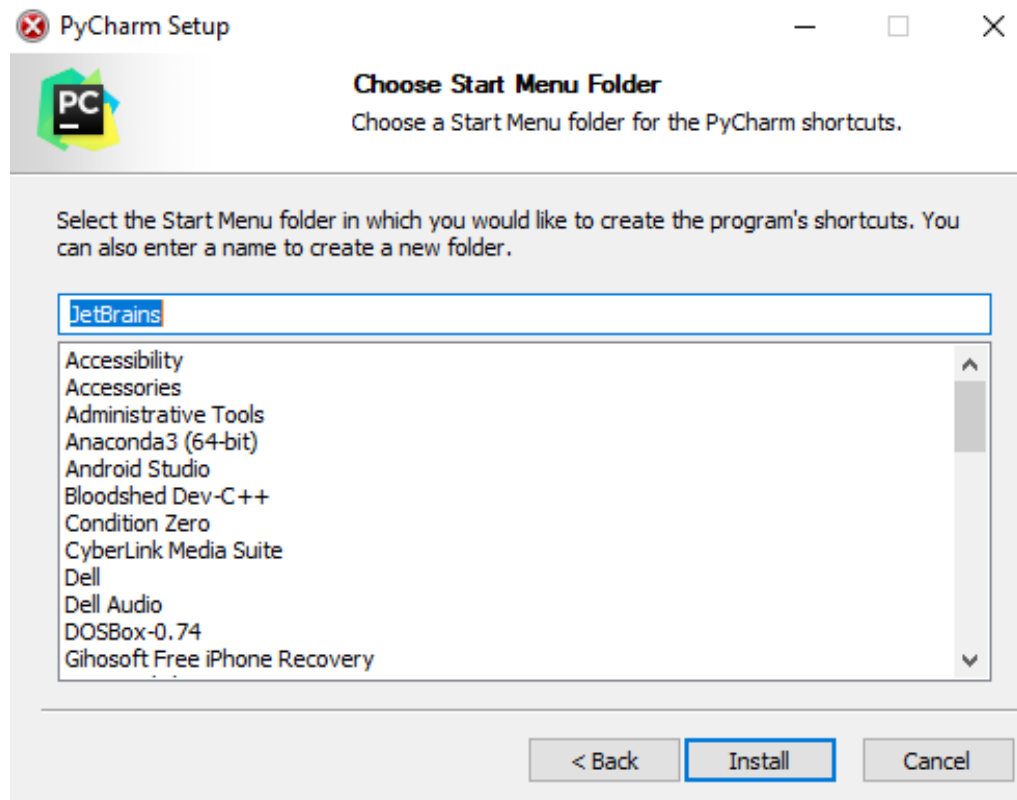 PyCharm Setup
PC
Choose Start Menu Folder
Choose a Start Menu folder for the PyCharm shortcuts.
Select the Start Menu folder in which you would like to create the program's shortcuts. You
can also enter a name to create a new folder.
JetBrains
Accessibility
Accessories
Administrative Tools
Anaconda3 (64-bit)
Android Studio
Bloodshed Dev-C++
Condition Zero
CyberLink Media Suite
Dell
Dell Audio
DOSBox-0.74
Gihosoft Free iPhone Recovery
< Back Install Cancel